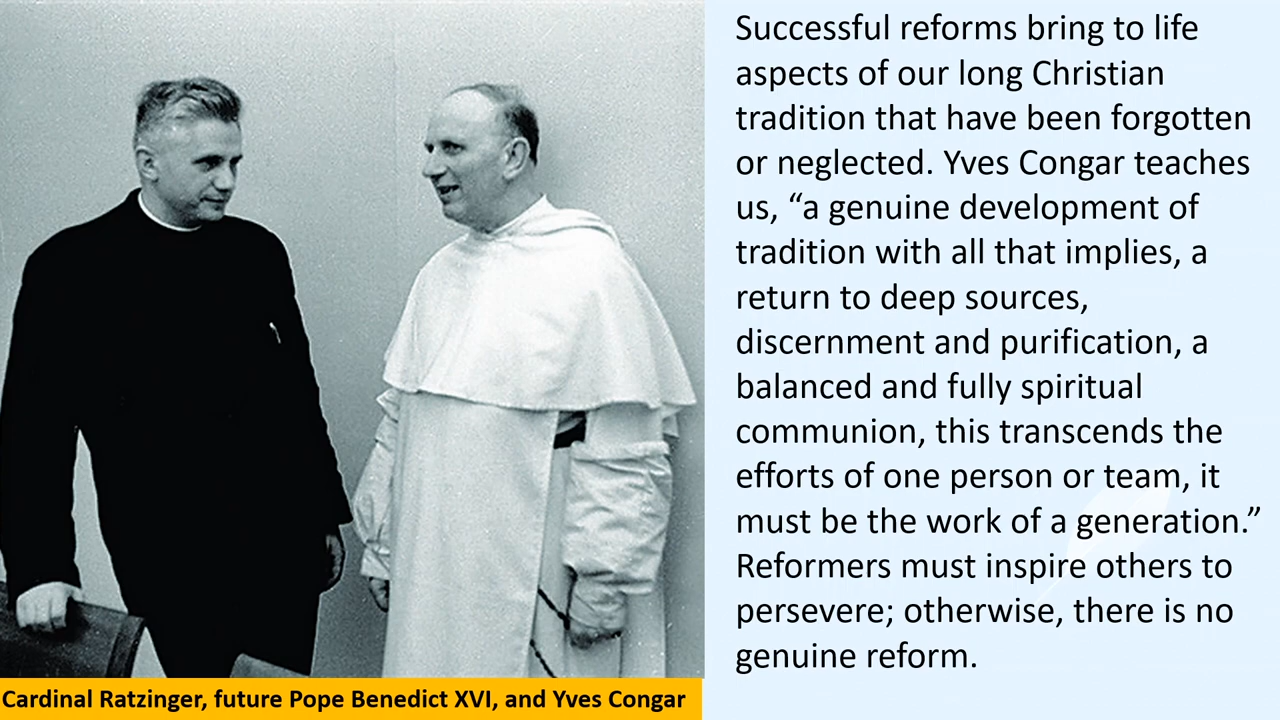 Successful reforms bring to life
aspects of our long Christian
tradition that have been forgotten
or neglected. Yves Congar teaches
us, “a genuine development of
tradition with all that implies, a
return to deep sources,
discernment and purification, a
balanced and fully spiritual
communion, this transcends the
efforts of one person or team, it
must be the work of a generation.”
Reformers must inspire others to
persevere; otherwise, there is no
genuine reform.
Cardinal Ratzinger, future Pope Benedict XVI, and Yves Congar